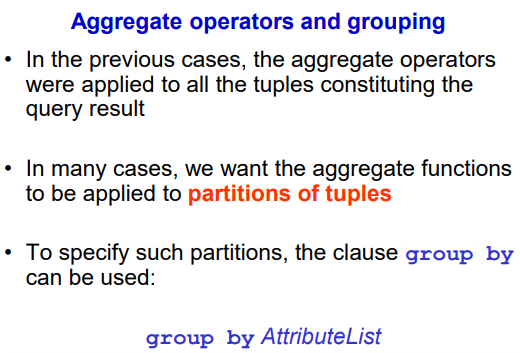 Aggregate operators and grouping
• In the previous cases, the aggregate operators
were applied to all the tuples constituting the
query result
• In many cases, we want the aggregate functions
to be applied to partitions of tuples
• To specify such partitions, the clause group by
can be used:
group by AttributeList